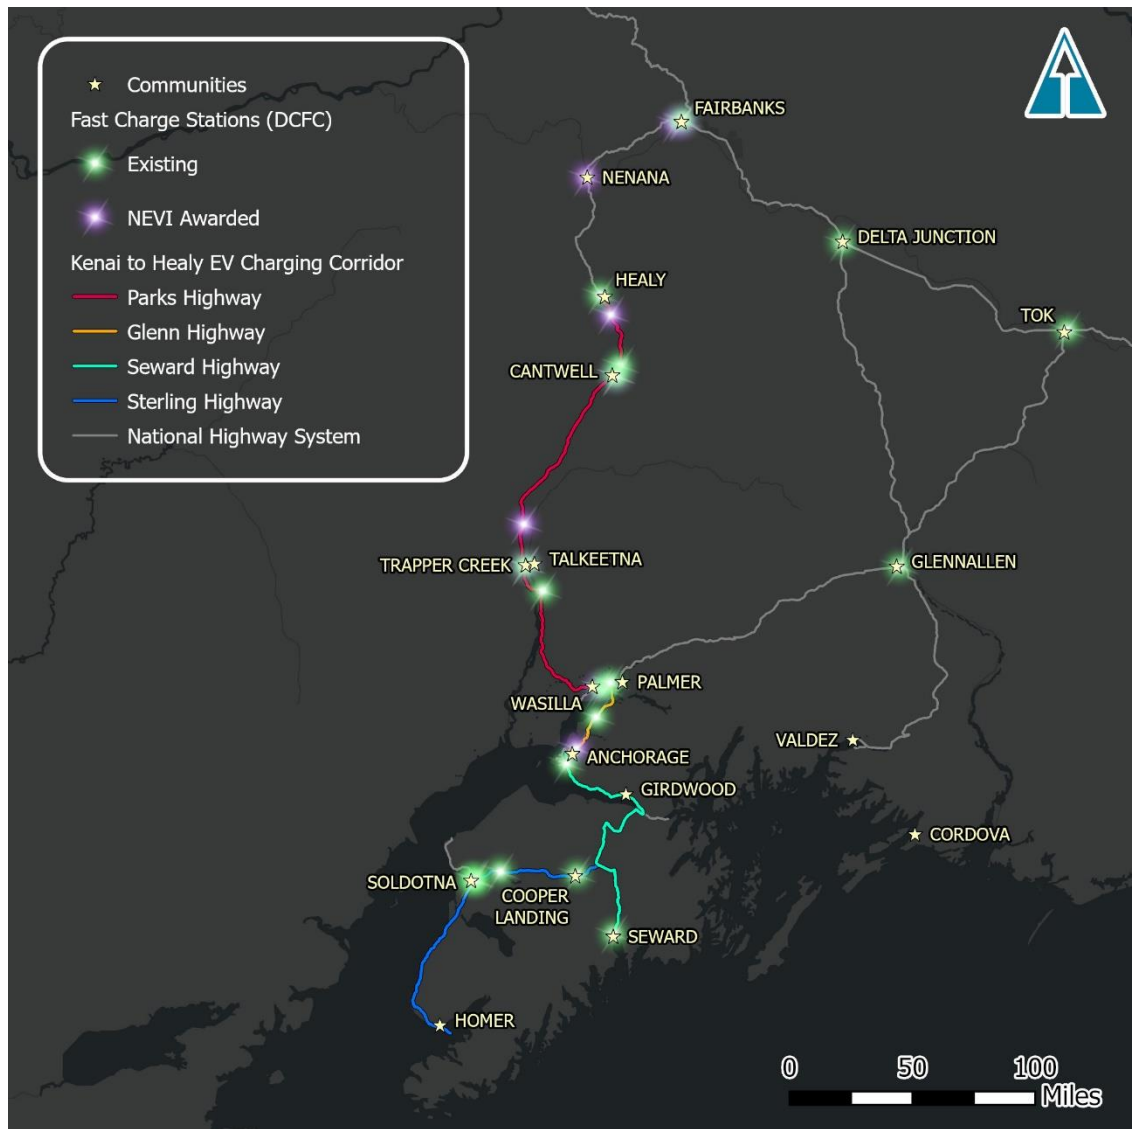 Communities
Fast Charge Stations (DCFC)
Existing
NEVI Awarded
Kenai to Healy EV Charging Corridor
Parks Highway
Glenn Highway
Seward Highway
Sterling Highway
National Highway System
FAIRBANKS
NENANA
DELTA JUNCTION
HEALY
TOK
CANTWELL
TRAPPER CREEK
TALKEETNA
GLENNALLEN
PALMER
WASILLA
VALDEZ
ANCHORAGE
GIRDWOOD
CORDOVA
SOLDOTNA
COOPER
LANDING
SEWARD
HOMER
0 50 100
Miles